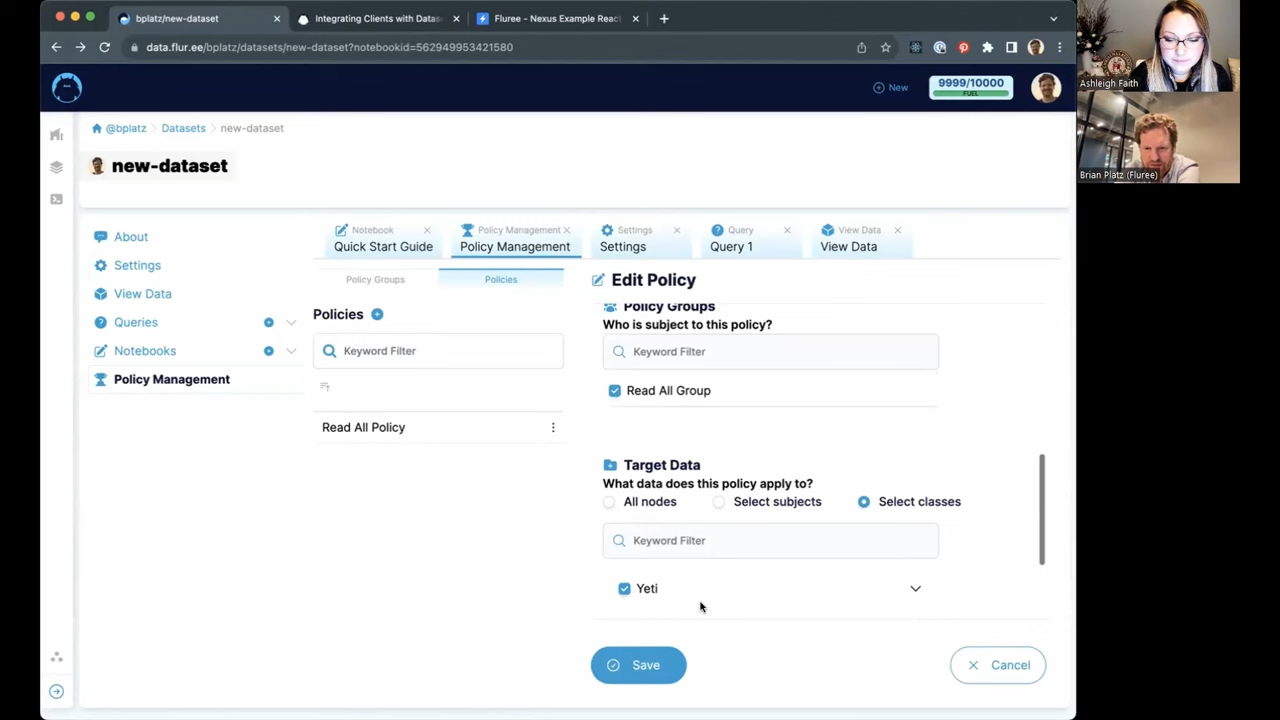 bplatz/new-dataset
Integrating Clients with Datas
Fluree - Nexus Example Reac
data.flur.ee/bplatz/datasets/new-dataset?notebookid=562949953421580
New
9999/10000
FUEL
@bplatz
Datasets
new-dataset
new-dataset
About
Settings
View Data
Queries
Notebooks
Policy Management
Notebook
Quick Start Guide
Policy Management
Policy Management
Settings
Settings
Query
Query 1
View Data
View Data
Policy Groups
Policies
Policies
Keyword Filter
Read All Policy
Edit Policy
Policy Groups
Who is subject to this policy?
Keyword Filter
Read All Group
Target Data
What data does this policy apply to?
All nodes
Select subjects
Select classes
Keyword Filter
Yeti
Save
Cancel
Ashleigh Faith
Brian Platz (Fluree)